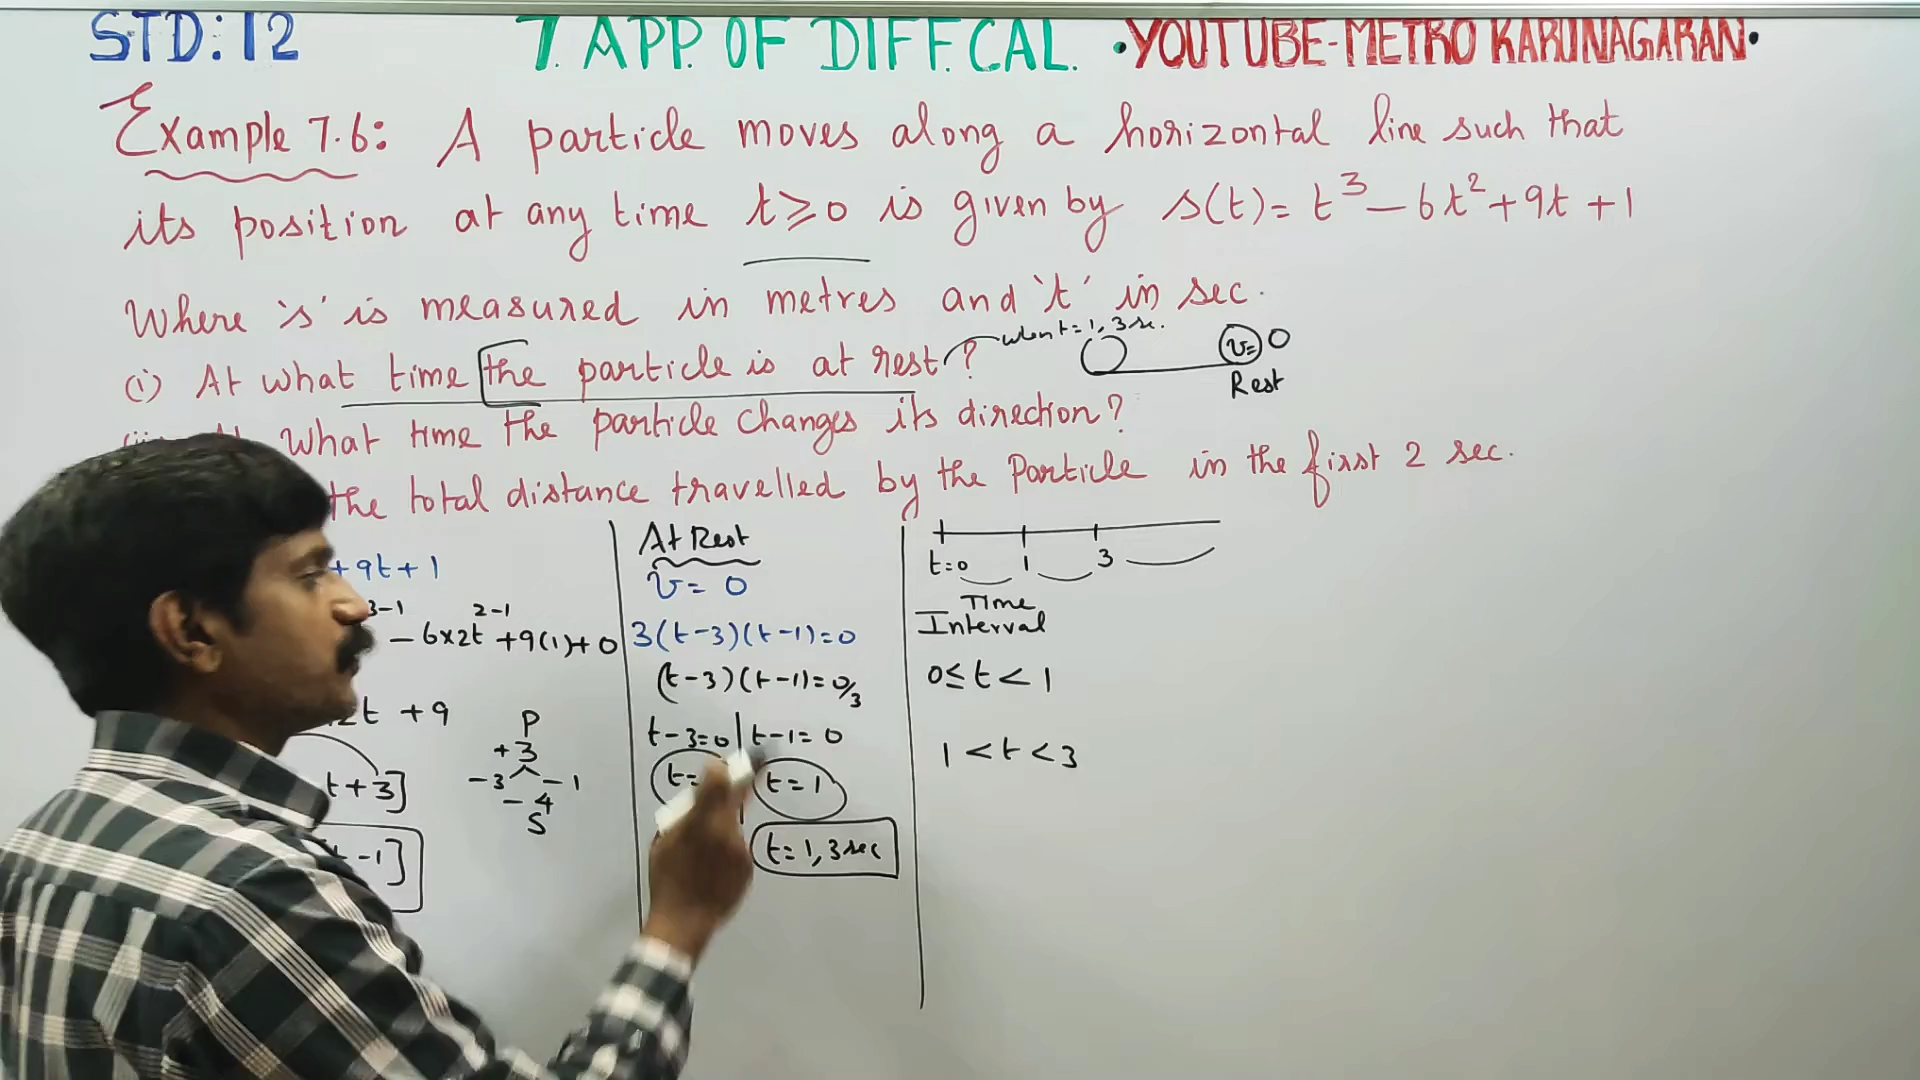 STD:12 7. APP. OF DIFF.CAL. •YOUTUBE-METRO KARUNAGARAN•
Example 7.6: A particle moves along a horizontal line such that
its position at any time t≥0 is given by s(t)= t³-6t²+9t+1
Where 's' is measured in metres and 't' in sec.
when t=1, 3 sec.
(i) At what time the particle is at rest?
v= 0
Rest
what time the particle changes its direction?
the total distance travelled by the Particle in the first 2 sec.
+9t+1
3-1 2-1
-6x2t +9(1)+0
t +9
P
+3
-3 -1
-4
S
t+3]
-1]
At Rest
v= 0
3(t-3)(t-1)=0
(t-3)(t-1)=0/3
t-3=0 | t-1=0
t= t=1
t=1,3sec
t=0 1 3
Time
Interval
0≤t<1
1<t<3